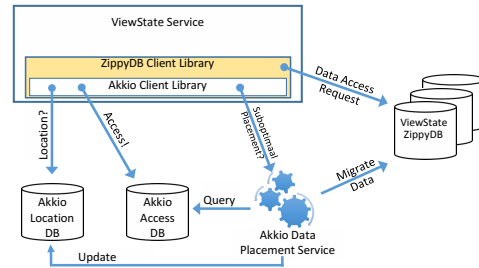 ViewState Service
ZippyDB Client Library
Akkio Client Library
Data Access
Request
Location?
Access!
Suboptimaal
Placement?
ViewState
ZippyDB
Migrate
Data
Query
Akkio
Location
DB
Akkio
Access
DB
Akkio Data
Placement Service
Update